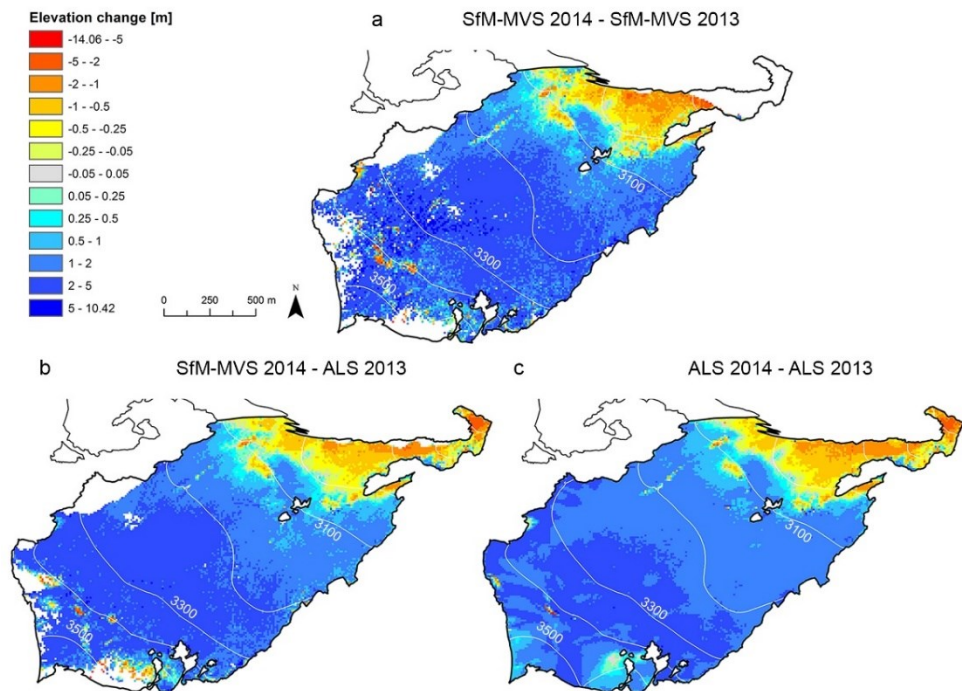 Elevation change [m]
-14.06 - -5
-5 - -2
-2 - -1
-1 - -0.5
-0.5 - -0.25
-0.25 - -0.05
-0.05 - 0.05
0.05 - 0.25
0.25 - 0.5
0.5 - 1
1 - 2
2 - 5
5 - 10.42
0 250 500 m
N
a SfM-MVS 2014 - SfM-MVS 2013
3100
3300
3500
b SfM-MVS 2014 - ALS 2013
3100
3300
3500
c ALS 2014 - ALS 2013
3100
3300
3500